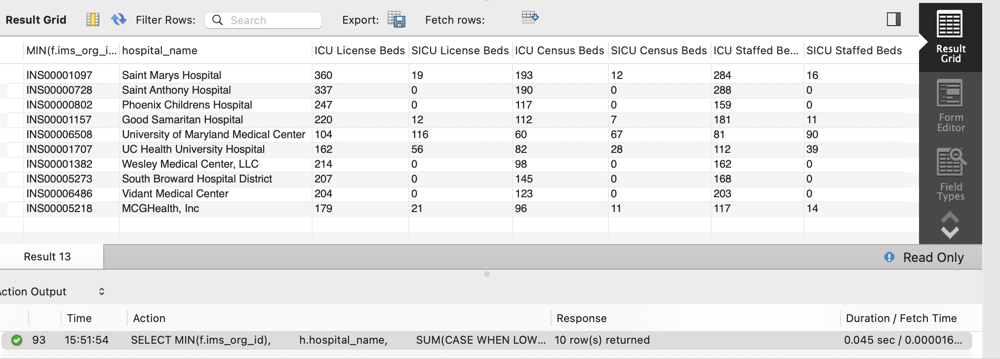 Result Grid Filter Rows: Search Export: Fetch rows:
MIN(f.ims_org_i... hospital_name ICU License Beds SICU License Beds ICU Census Beds SICU Census Beds ICU Staffed Be... SICU Staffed Beds
INS00001097 Saint Marys Hospital 360 19 193 12 284 16
INS00000728 Saint Anthony Hospital 337 0 190 0 288 0
INS00000802 Phoenix Childrens Hospital 247 0 117 0 159 0
INS00001157 Good Samaritan Hospital 220 12 112 7 181 11
INS00006508 University of Maryland Medical Center 104 116 60 67 81 90
INS00001707 UC Health University Hospital 162 56 82 28 112 39
INS00001382 Wesley Medical Center, LLC 214 0 98 0 162 0
INS00005273 South Broward Hospital District 207 0 145 0 168 0
INS00006486 Vidant Medical Center 204 0 123 0 203 0
INS00005218 MCGHealth, Inc 179 21 96 11 117 14
Result
Grid
Form
Editor
Field
Types
Result 13 Read Only
ction Output
Time Action Response Duration / Fetch Time
93 15:51:54 SELECT MIN(f.ims_org_id), h.hospital_name, SUM(CASE WHEN LOW... 10 row(s) returned 0.045 sec / 0.000016...